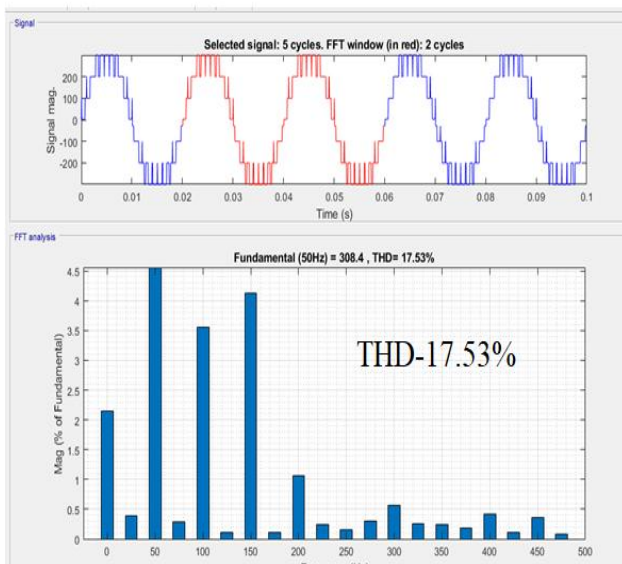 Signal
Selected signal: 5 cycles. FFT window (in red): 2 cycles
Signal mag.
200
100
0
-100
-200
0 0.01 0.02 0.03 0.04 0.05 0.06 0.07 0.08 0.09 0.1
Time (s)
FFT analysis
Fundamental (50Hz) = 308.4 , THD= 17.53%
Mag (% of Fundamental)
4.5
4
3.5
3
2.5
2
1.5
1
0.5
0
THD-17.53%
0 50 100 150 200 250 300 350 400 450 500